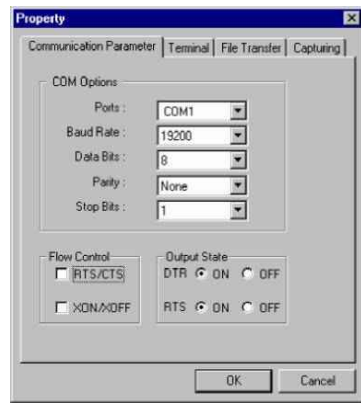 Property
Communication Parameter Terminal File Transfer Capturing
COM Options
Ports : COM1
Baud Rate : 19200
Data Bits : 8
Parity : None
Stop Bits : 1
Flow Control
RTS/CTS
XON/XOFF
Output State
DTR ON OFF
RTS ON OFF
OK Cancel